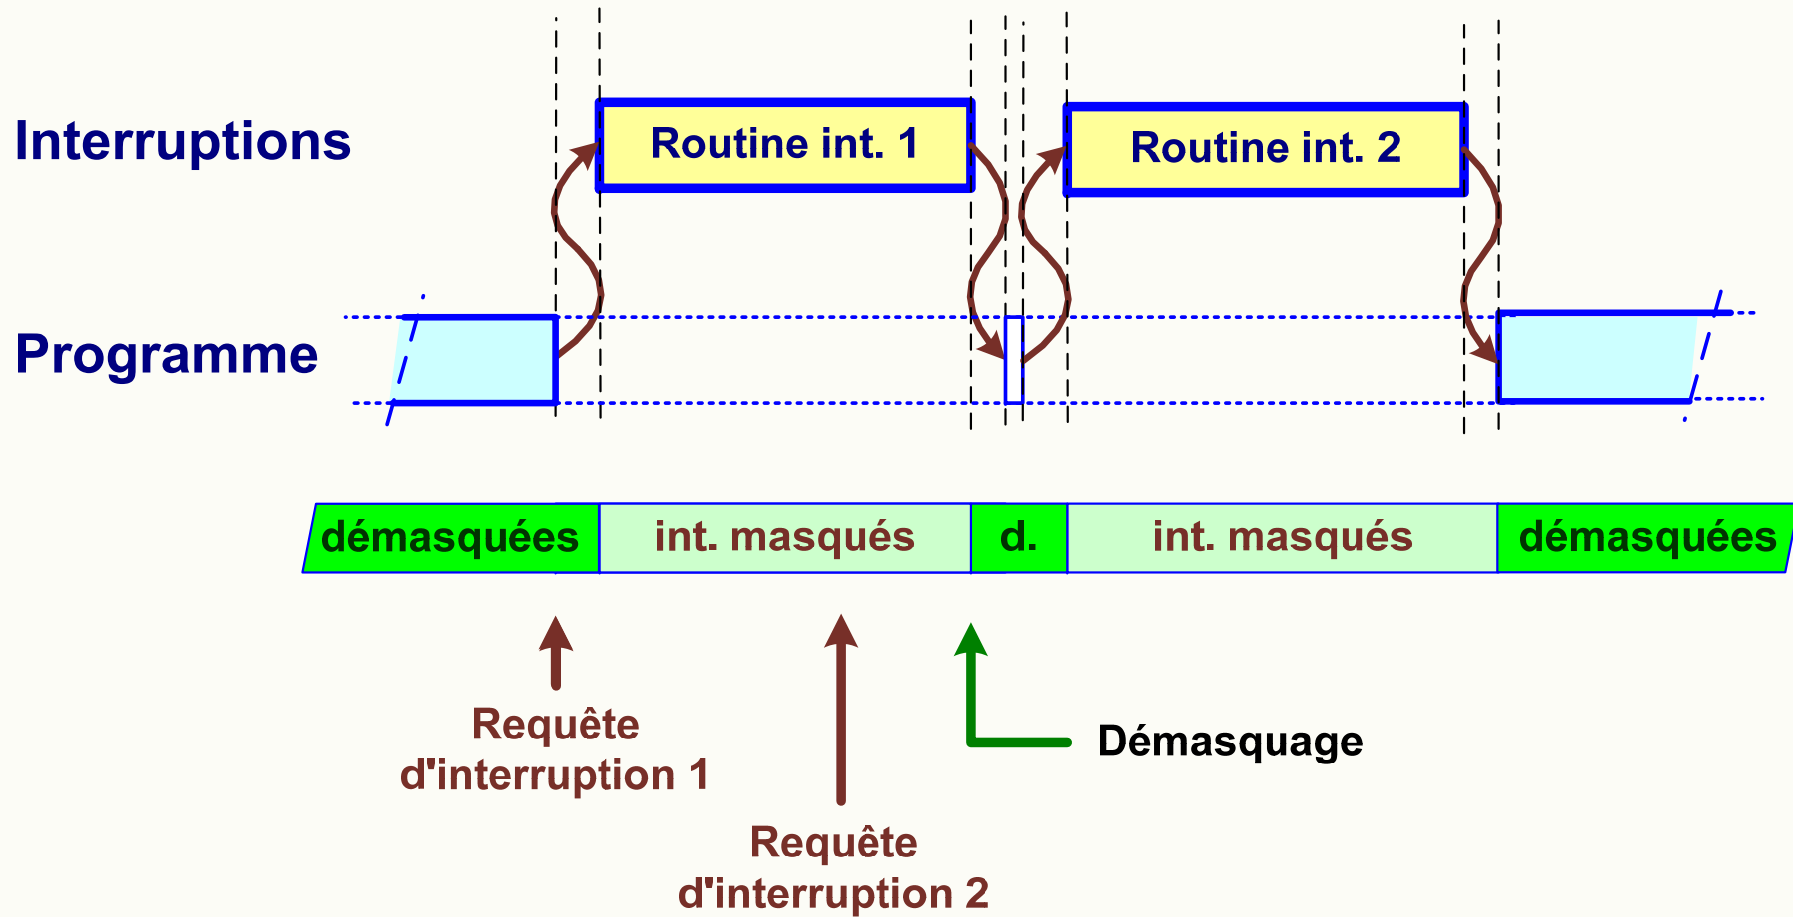 Interruptions
Routine int. 1
Routine int. 2
Programme
démasquées
int. masqués
d.
int. masqués
démasquées
Requête
d'interruption 1
Démasquage
Requête
d'interruption 2